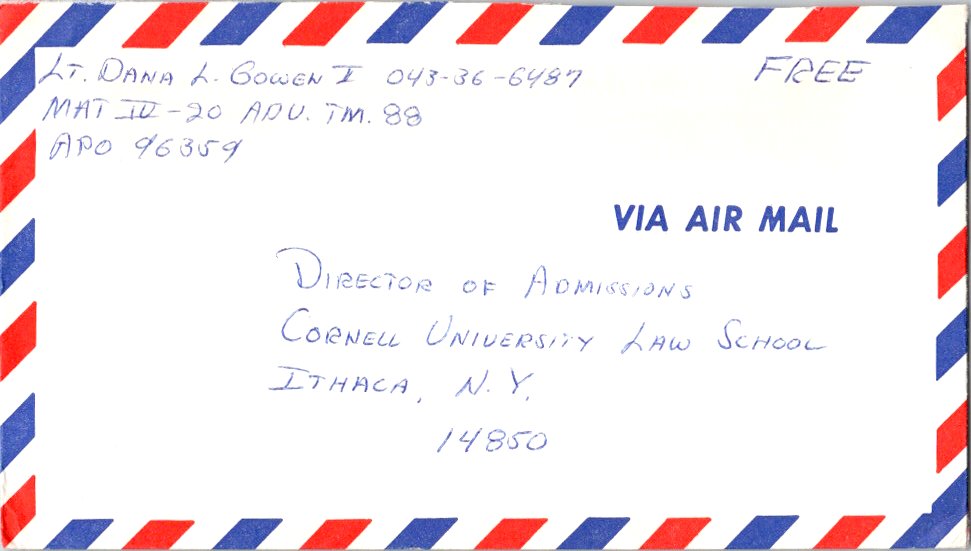 LT. DANA L. GOWEN I 043-36-6487 FREE
MAT IV-20 ADV. TM. 88
APO 96359
VIA AIR MAIL
DIRECTOR OF ADMISSIONS
CORNELL UNIVERSITY LAW SCHOOL
ITHACA, N.Y.
14850